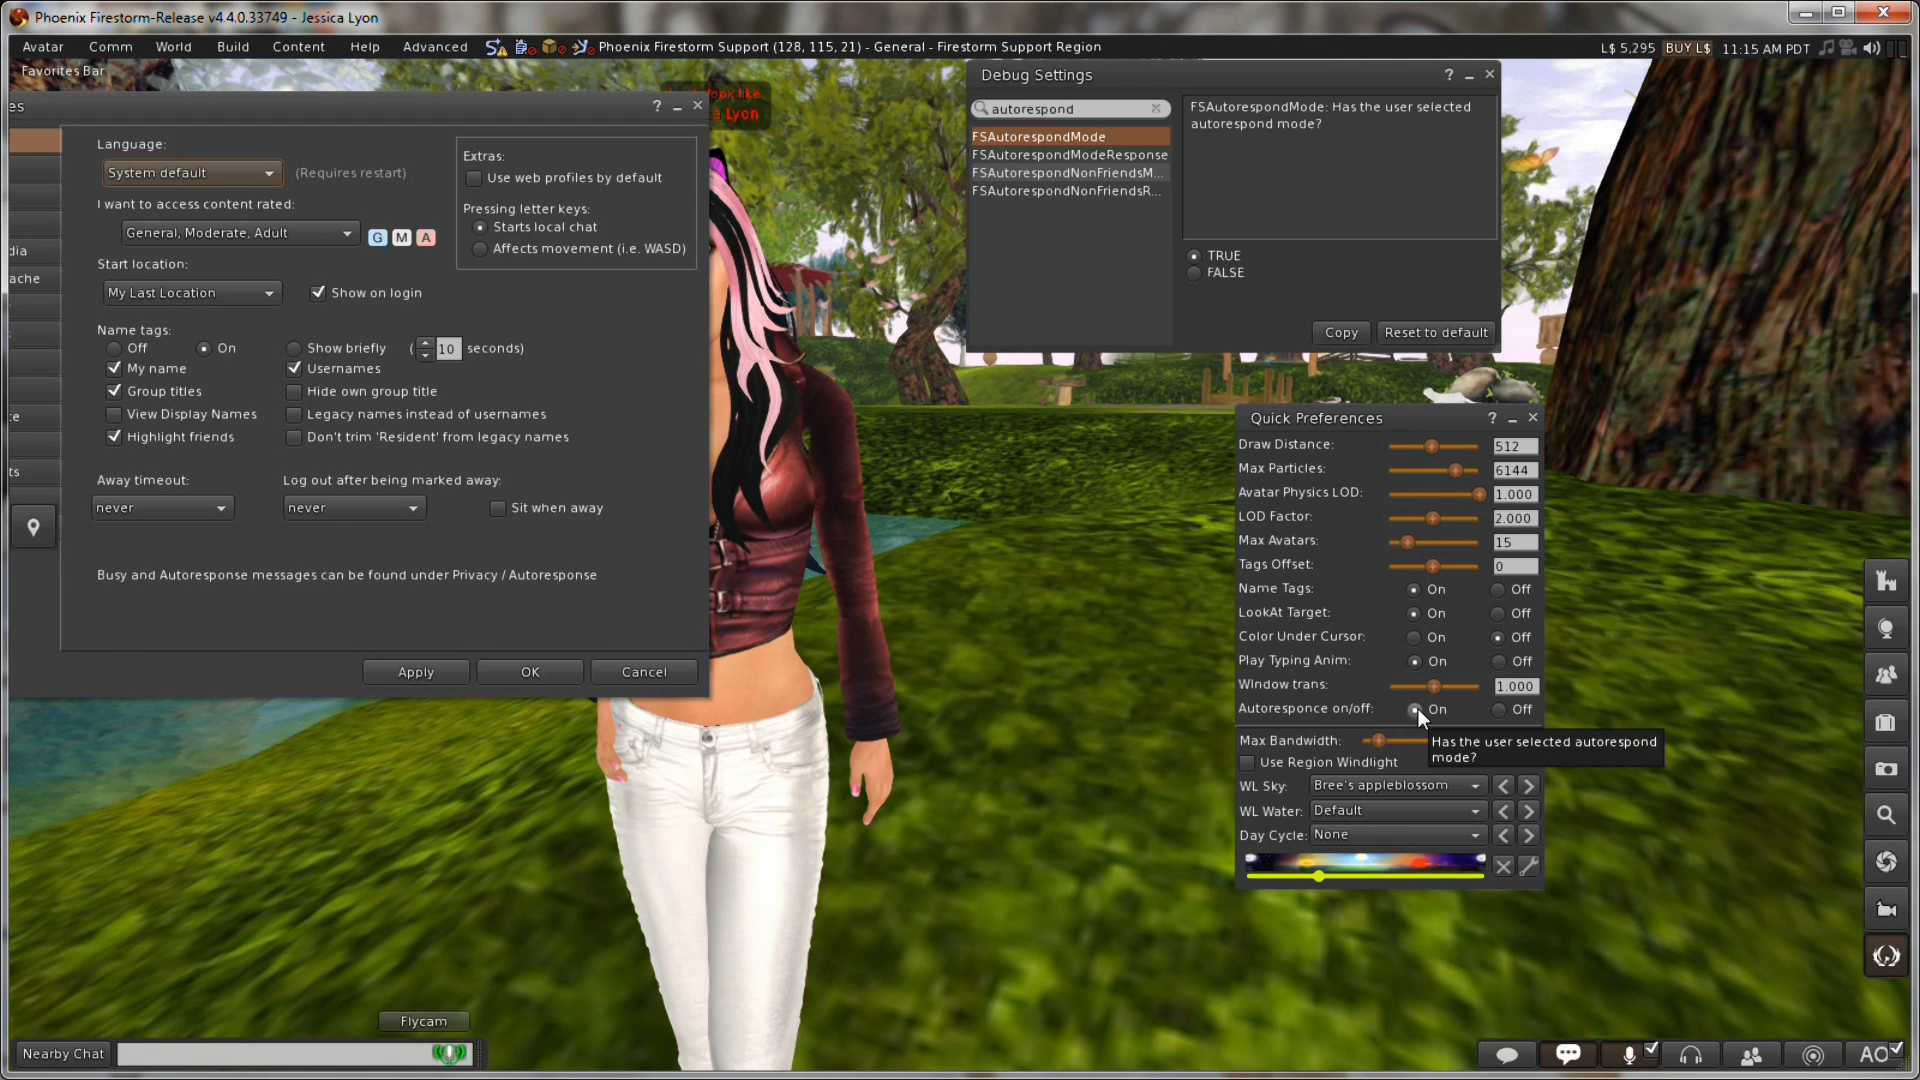 Phoenix Firestorm-Release v4.4.0.33749 - Jessica Lyon
Avatar Comm World Build Content Help Advanced Phoenix Firestorm Support (128, 115, 21) - General - Firestorm Support Region L$ 5,295 BUY L$ 11:15 AM PDT
Favorites Bar
es
look like
Lyon
dia
ache
te
ts
Language:
System default (Requires restart)
I want to access content rated:
General, Moderate, Adult G M A
Start location:
My Last Location Show on login
Extras:
Use web profiles by default
Pressing letter keys:
Starts local chat
Affects movement (i.e. WASD)
Name tags:
Off On Show briefly ( 10 seconds)
My name Usernames
Group titles Hide own group title
View Display Names Legacy names instead of usernames
Highlight friends Don't trim 'Resident' from legacy names
Away timeout: Log out after being marked away:
never never Sit when away
Busy and Autoresponse messages can be found under Privacy / Autoresponse
Apply OK Cancel
Debug Settings
autorespond
FSAutorespondMode
FSAutorespondModeResponse
FSAutorespondNonFriendsM...
FSAutorespondNonFriendsR...
FSAutorespondMode: Has the user selected
autorespond mode?
TRUE
FALSE
Copy Reset to default
Quick Preferences
Draw Distance: 512
Max Particles: 6144
Avatar Physics LOD: 1.000
LOD Factor: 2.000
Max Avatars: 15
Tags Offset: 0
Name Tags: On Off
LookAt Target: On Off
Color Under Cursor: On Off
Play Typing Anim: On Off
WIndow trans: 1.000
Autoresponce on/off: On Off
Max Bandwidth:
Has the user selected autorespond
mode?
Use Region Windlight
WL Sky: Bree's appleblossom
WL Water: Default
Day Cycle: None
Flycam
Nearby Chat
AO